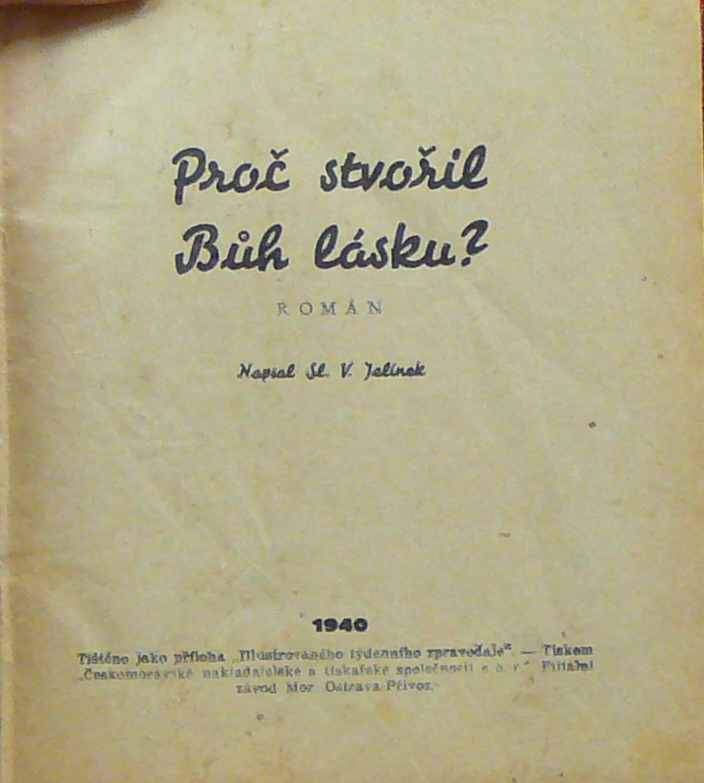 Proč stvořil
Bůh lásku?
ROMÁN
Napsal Sl. V. Jelínek
1940
Tištěno jako příloha „Illustrovaného týdenního zpravodaje“. — Tiskem
„Českomoravské nakladatelské a tiskařské společnosti s o. r.“ Filiální
závod Mor. Ostrava-Přívoz.